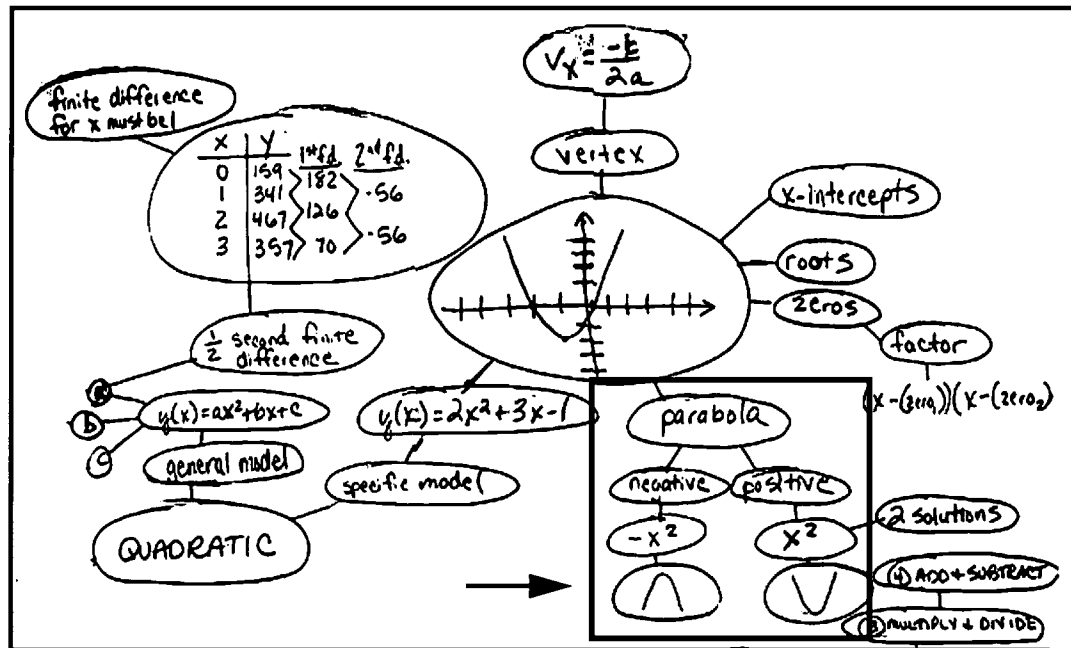 Vx = -b/2a
vertex
finite difference
for x must be 1
x y 1st fd. 2nd fd.
0 159
182
1 341 -56
126
2 467 -56
70
3 357
x-intercepts
roots
zeros
factor
(x-(zero₁))(x-(zero₂)
1/2 second finite
difference
a
b
c
y(x)=ax²+bx+c
general model
QUADRATIC
y(x)=2x²+3x-1
specific model
parabola
negative positive
-x² x²
2 solutions
④ ADD + SUBTRACT
③ MULTIPLY + DIVIDE